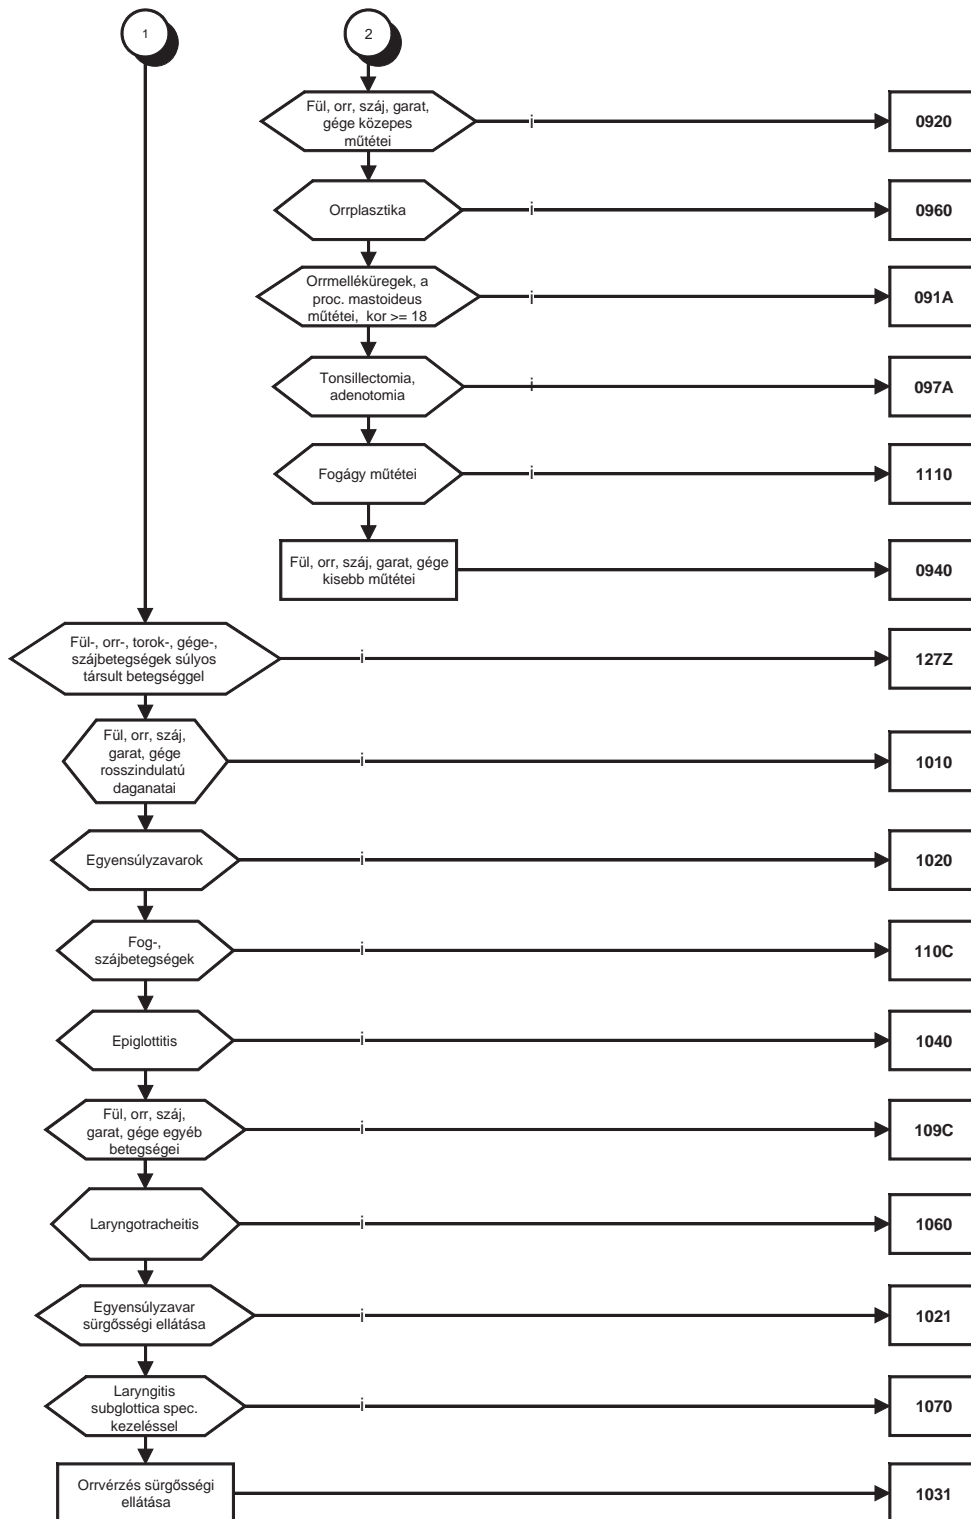 1
2
Fül, orr, száj, garat,
gége közepes
műtétei
i
0920
Orrplasztika
i
0960
Orrmelléküregek, a
proc. mastoideus
műtétei, kor >= 18
i
091A
Tonsillectomia,
adenotomia
i
097A
Fogágy műtétei
i
1110
Fül, orr, száj, garat, gége
kisebb műtétei
0940
Fül-, orr-, torok-, gége-,
szájbetegségek súlyos
társult betegséggel
i
127Z
Fül, orr, száj,
garat, gége
rosszindulatú
daganatai
i
1010
Egyensúlyzavarok
i
1020
Fog-,
szájbetegségek
i
110C
Epiglottitis
i
1040
Fül, orr, száj,
garat, gége egyéb
betegségei
i
109C
Laryngotracheitis
i
1060
Egyensúlyzavar
sürgősségi ellátása
i
1021
Laryngitis
subglottica spec.
kezeléssel
i
1070
Orrvérzés sürgősségi
ellátása
1031